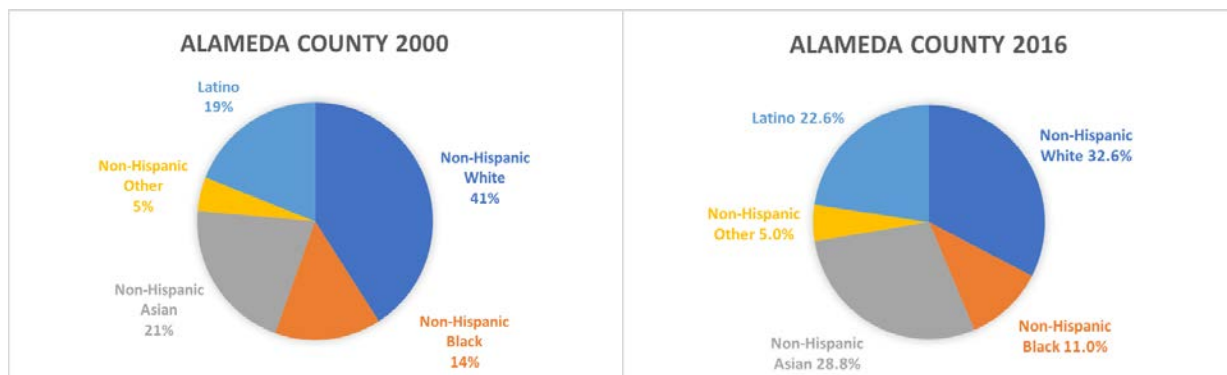 ALAMEDA COUNTY 2000
Latino
19%
Non-Hispanic
White
41%
Non-Hispanic
Other
5%
Non-Hispanic
Asian
21%
Non-Hispanic
Black
14%
ALAMEDA COUNTY 2016
Latino 22.6%
Non-Hispanic
White 32.6%
Non-Hispanic
Other 5.0%
Non-Hispanic
Asian 28.8%
Non-Hispanic
Black 11.0%